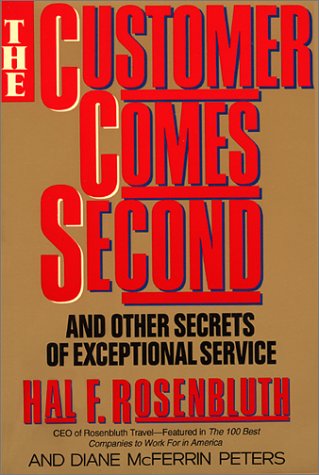 THE
CUSTOMER
COMES
SECOND
AND OTHER SECRETS
OF EXCEPTIONAL SERVICE
HAL F. ROSENBLUTH
CEO of Rosenbluth Travel—Featured in The 100 Best
Companies to Work For in America
AND DIANE MCFERRIN PETERS